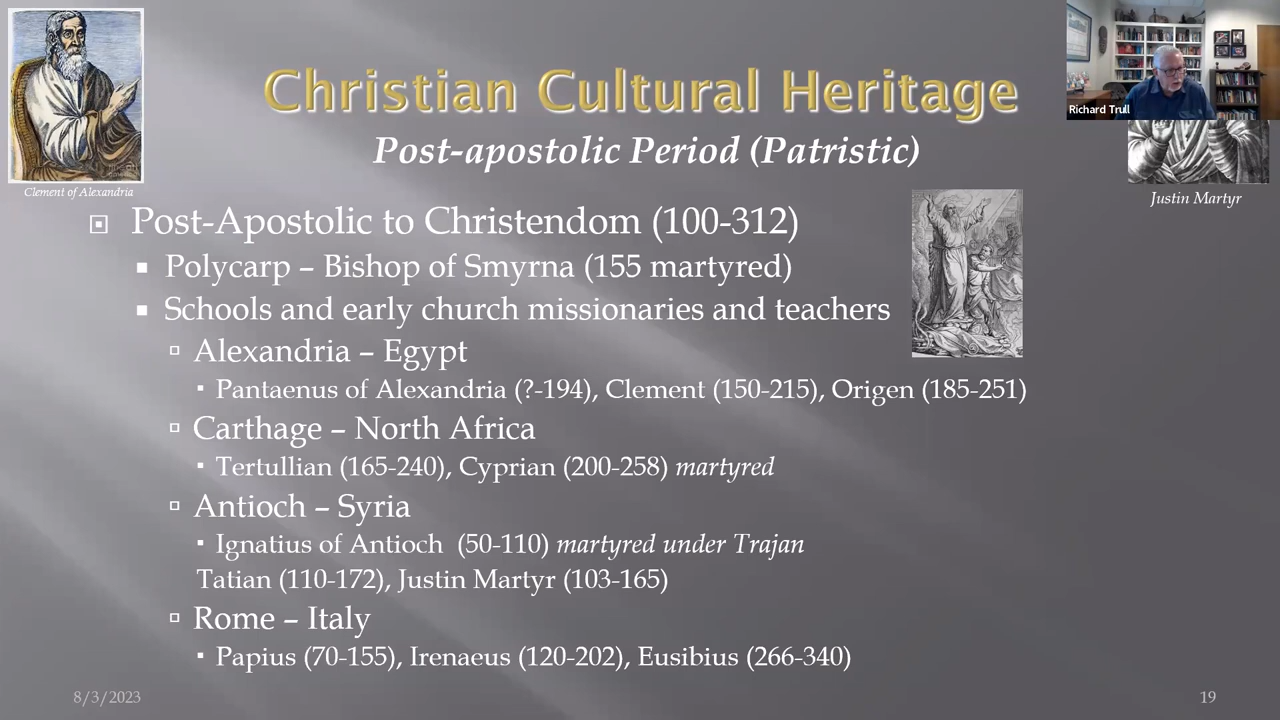 Christian Cultural Heritage
Richard Trull
Post-apostolic Period (Patristic)
Clement of Alexandria
Justin Martyr
Post-Apostolic to Christendom (100-312)
Polycarp – Bishop of Smyrna (155 martyred)
Schools and early church missionaries and teachers
Alexandria – Egypt
Pantaenus of Alexandria (?-194), Clement (150-215), Origen (185-251)
Carthage – North Africa
Tertullian (165-240), Cyprian (200-258) martyred
Antioch – Syria
Ignatius of Antioch (50-110) martyred under Trajan
Tatian (110-172), Justin Martyr (103-165)
Rome – Italy
Papius (70-155), Irenaeus (120-202), Eusibius (266-340)
8/3/2023
19